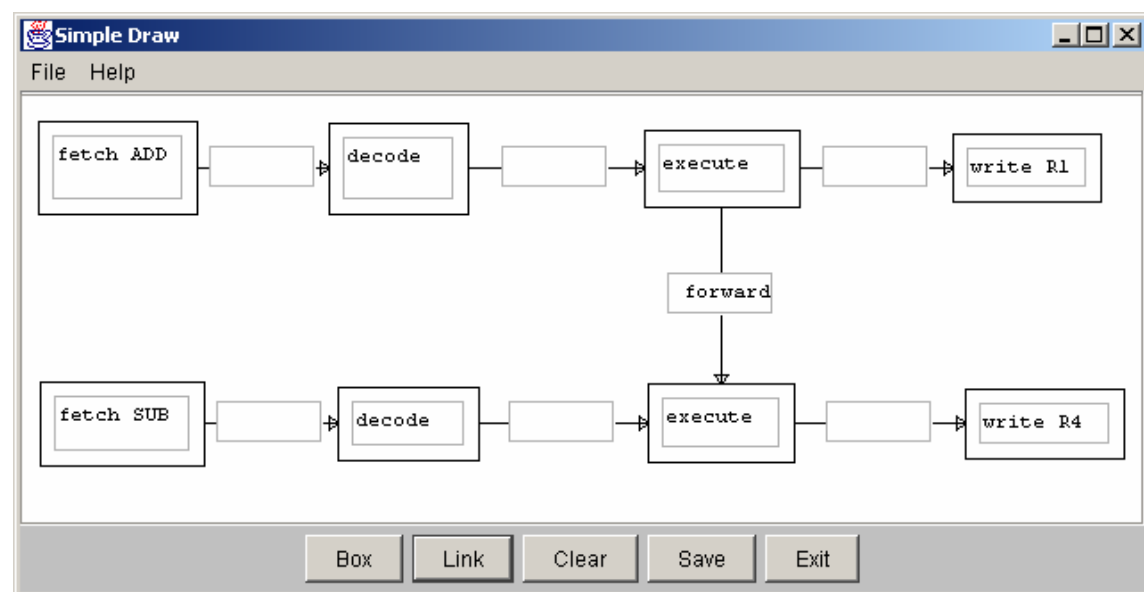 Simple Draw
File Help
fetch ADD
decode
execute
write R1
forward
fetch SUB
decode
execute
write R4
Box
Link
Clear
Save
Exit